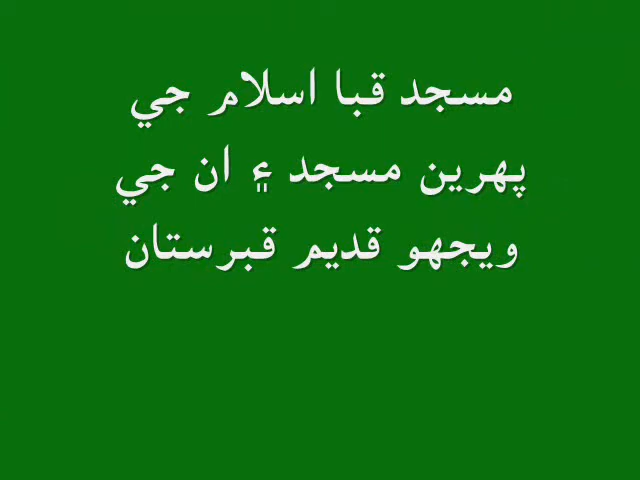 مسجد قبا اسلام جي
پهرين مسجد ۽ ان جي
ويجهو قديم قبرستان